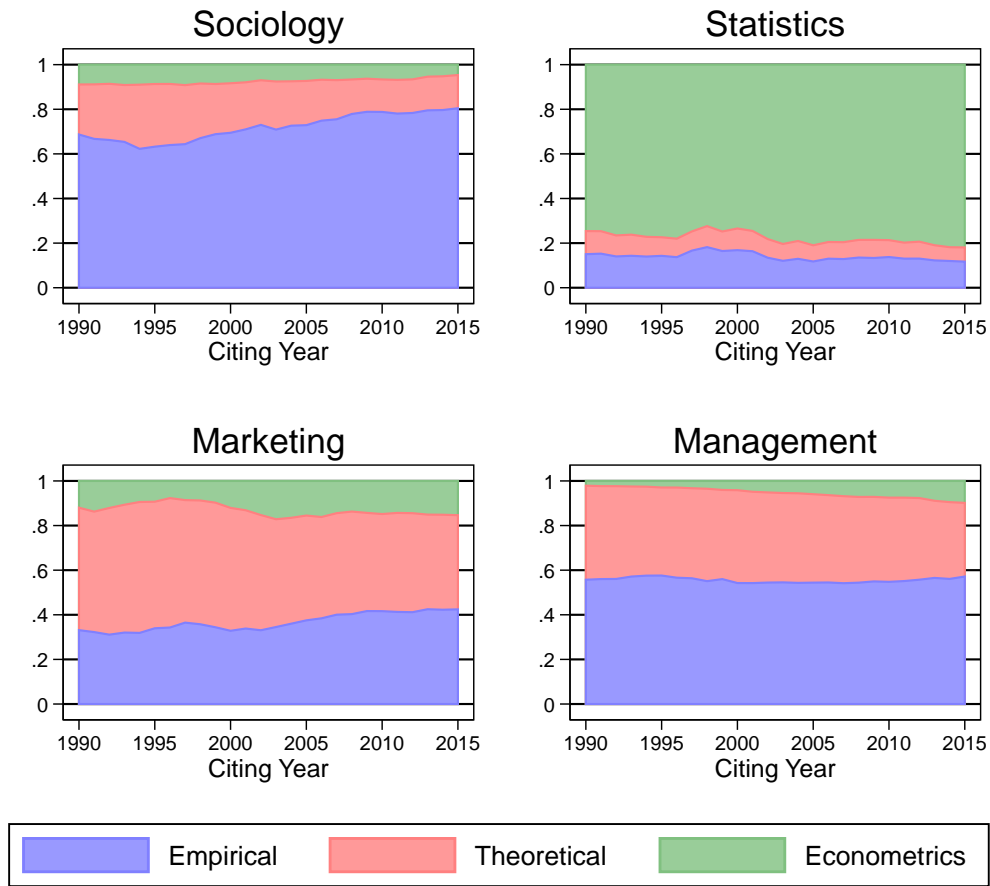 Sociology
1
.8
.6
.4
.2
0
1990 1995 2000 2005 2010 2015
Citing Year
Statistics
1
.8
.6
.4
.2
0
1990 1995 2000 2005 2010 2015
Citing Year
Marketing
1
.8
.6
.4
.2
0
1990 1995 2000 2005 2010 2015
Citing Year
Management
1
.8
.6
.4
.2
0
1990 1995 2000 2005 2010 2015
Citing Year
Empirical Theoretical Econometrics